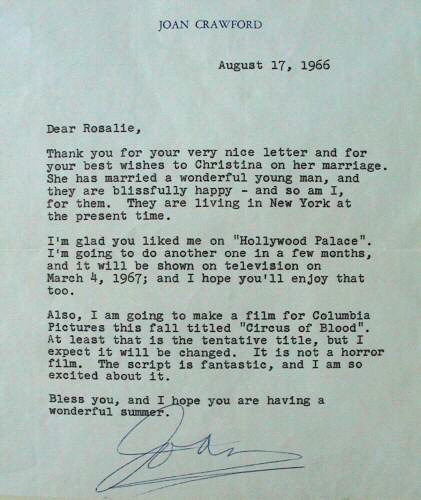 JOAN CRAWFORD
August 17, 1966
Dear Rosalie,
Thank you for your very nice letter and for
your best wishes to Christina on her marriage.
She has married a wonderful young man, and
they are blissfully happy - and so am I,
for them. They are living in New York at
the present time.
I'm glad you liked me on "Hollywood Palace".
I'm going to do another one in a few months,
and it will be shown on television on
March 4, 1967; and I hope you'll enjoy that
too.
Also, I am going to make a film for Columbia
Pictures this fall titled "Circus of Blood".
At least that is the tentative title, but I
expect it will be changed. It is not a horror
film. The script is fantastic, and I am so
excited about it.
Bless you, and I hope you are having a
wonderful summer.
Joan